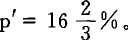 p′ = 16 2/3 %。